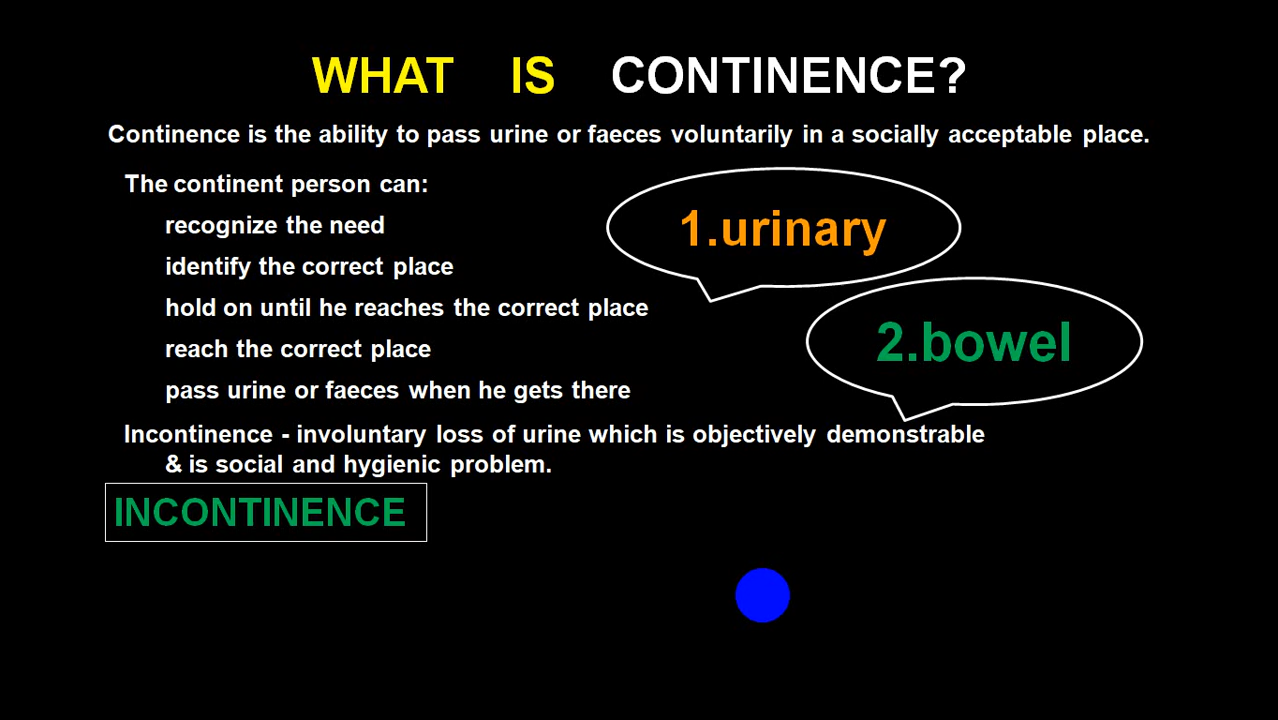 WHAT IS CONTINENCE?
Continence is the ability to pass urine or faeces voluntarily in a socially acceptable place.
The continent person can:
recognize the need
identify the correct place
hold on until he reaches the correct place
reach the correct place
pass urine or faeces when he gets there
1.urinary
2.bowel
Incontinence - involuntary loss of urine which is objectively demonstrable
& is social and hygienic problem.
INCONTINENCE